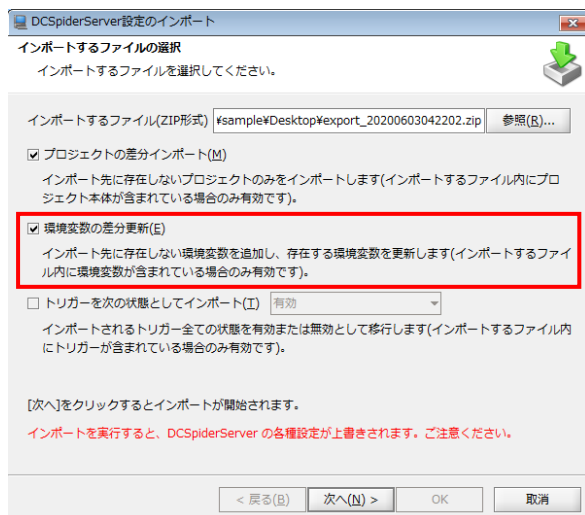 DCSpiderServer設定のインポート
インポートするファイルの選択
インポートするファイルを選択してください。
インポートするファイル(ZIP形式) ¥sample¥Desktop¥export_20200603042202.zip 参照(R)...
プロジェクトの差分インポート(M)
インポート先に存在しないプロジェクトのみをインポートします(インポートするファイル内にプロ
ジェクト本体が含まれている場合のみ有効です)。
環境変数の差分更新(E)
インポート先に存在しない環境変数を追加し、存在する環境変数を更新します(インポートするファイ
ル内に環境変数が含まれている場合のみ有効です)。
トリガーを次の状態としてインポート(T) 有効
インポートされるトリガー全ての状態を有効または無効として移行します(インポートするファイル内
にトリガーが含まれている場合のみ有効です)。
[次へ]をクリックするとインポートが開始されます。
インポートを実行すると、DCSpiderServer の各種設定が上書きされます。ご注意ください。
< 戻る(B) 次へ(N) > OK 取消